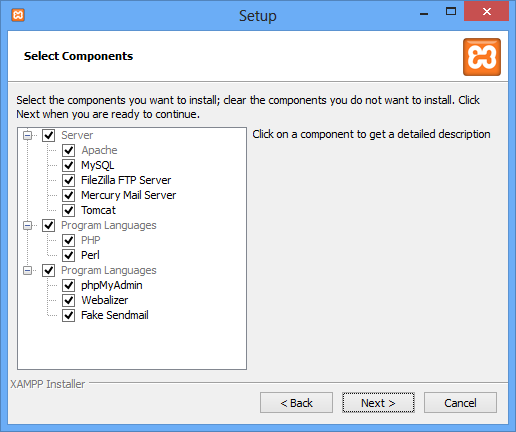 Setup
Select Components
Select the components you want to install; clear the components you do not want to install. Click
Next when you are ready to continue.
Server
Apache
MySQL
FileZilla FTP Server
Mercury Mail Server
Tomcat
Program Languages
PHP
Perl
Program Languages
phpMyAdmin
Webalizer
Fake Sendmail
Click on a component to get a detailed description
XAMPP Installer
< Back
Next >
Cancel